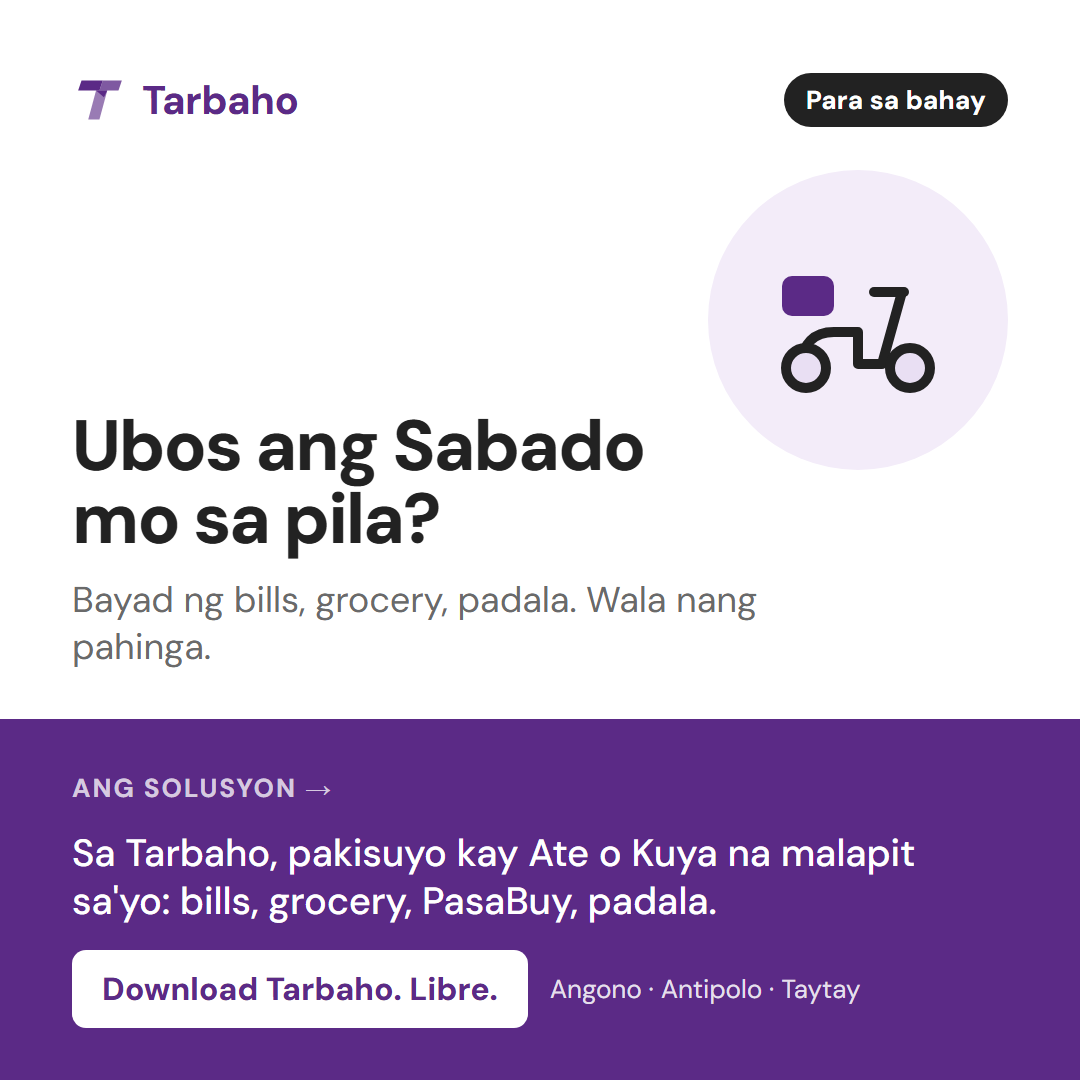 Tarbaho
Para sa bahay
Ubos ang Sabado
mo sa pila?
Bayad ng bills, grocery, padala. Wala nang
pahinga.
ANG SOLUSYON →
Sa Tarbaho, pakisuyo kay Ate o Kuya na malapit
sa'yo: bills, grocery, PasaBuy, padala.
Download Tarbaho. Libre.
Angono · Antipolo · Taytay